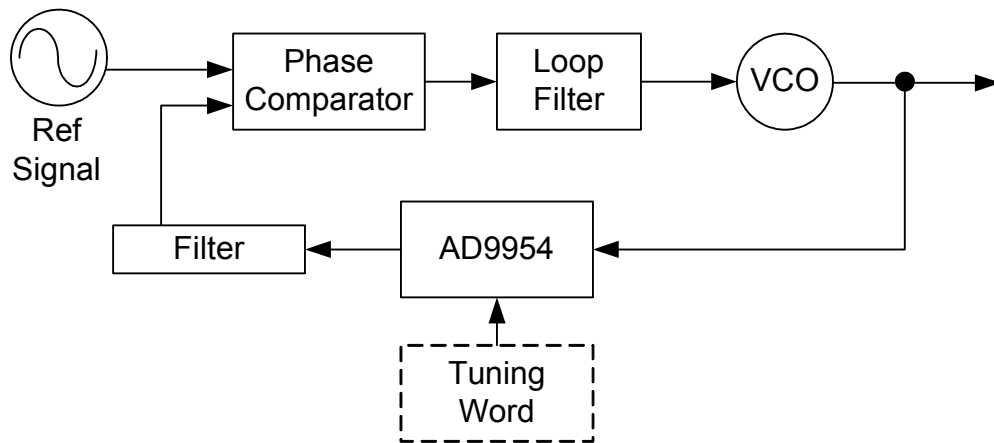 Ref
Signal
Phase
Comparator
Loop
Filter
VCO
Filter
AD9954
Tuning
Word